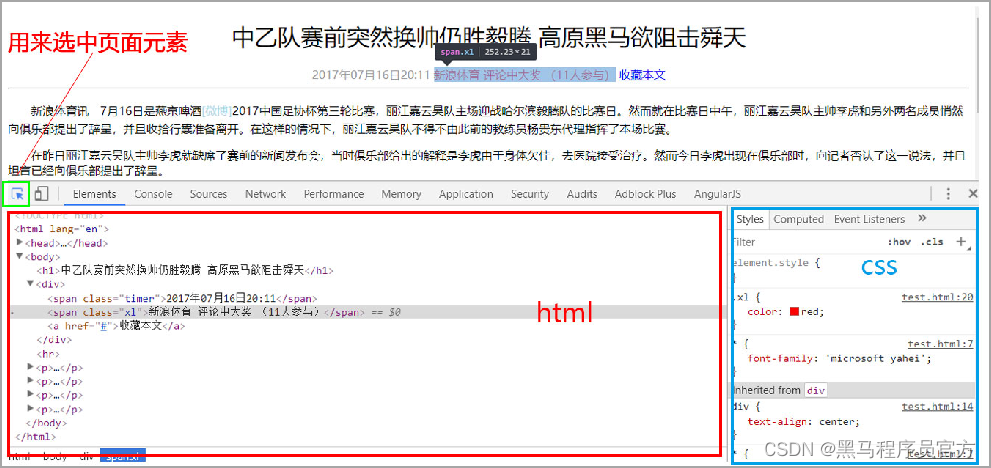 用来选中页面元素
中乙队赛前突然换帅仍胜毅腾 高原黑马欲阻击舜天
span.xl 252.23×21
2017年07月16日20:11 新浪体育 评论中大奖 （11人参与） 收藏本文
新浪体育讯 7月16日是燕京啤酒[微博]2017中国足协杯第三轮比赛，丽江嘉云昊队主场迎战哈尔滨毅腾队的比赛日。然而就在比赛日中午，丽江嘉云昊队主帅李虎和另外两名成员悄然
向俱乐部提出了辞呈，并且收拾行囊准备离开。在这样的情况下，丽江嘉云昊队不得不由此前的教练员杨贵东代理指挥了本场比赛。
在昨日丽江嘉云昊队主帅李虎就缺席了赛前的新闻发布会，当时俱乐部给出的解释是李虎由于身体欠佳，去医院接受治疗。然而今日李虎出现在俱乐部时，向记者否认了这一说法，并且
坦言已经向俱乐部提出了辞呈。
Elements Console Sources Network Performance Memory Application Security Audits Adblock Plus AngularJS
<!DOCTYPE html>
<html lang="en">
<head>…</head>
<body>
<h1>中乙队赛前突然换帅仍胜毅腾 高原黑马欲阻击舜天</h1>
<div>
<span class="timer">2017年07月16日20:11</span>
<span class="xl">新浪体育 评论中大奖 （11人参与）</span> == $0
<a href="#">收藏本文</a>
</div>
<hr>
<p>…</p>
<p>…</p>
<p>…</p>
<p>…</p>
</body>
</html>
html
html body div span.xl
Styles Computed Event Listeners »
Filter :hov .cls +
element.style {
}
css
.xl { test.html:20
color: red;
}
* { test.html:7
font-family: 'microsoft yahei';
}
Inherited from div
div { test.html:14
text-align: center;
}
* { test.html:7
CSDN @黑马程序员官方